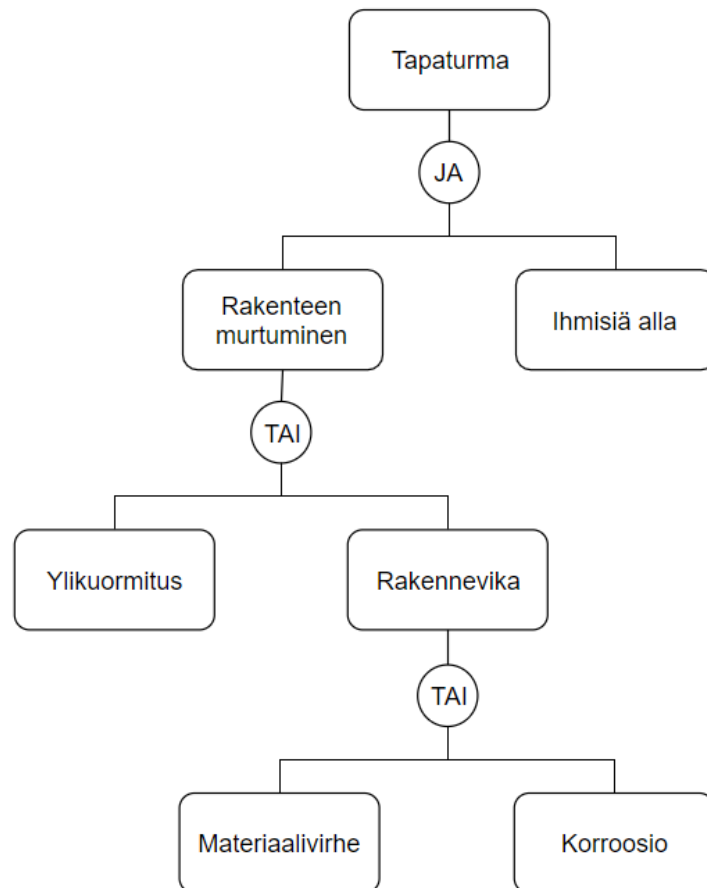 Tapaturma
JA
Rakenteen
murtuminen
Ihmisiä alla
TAI
Ylikuormitus
Rakennevika
TAI
Materiaalivirhe
Korroosio